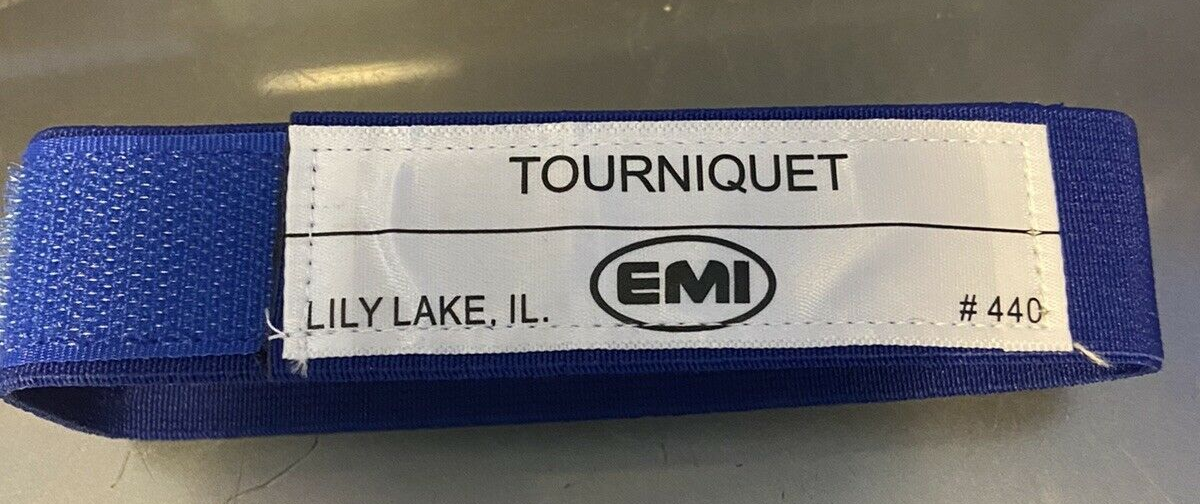 TOURNIQUET
EMI
LILY LAKE, IL. # 440